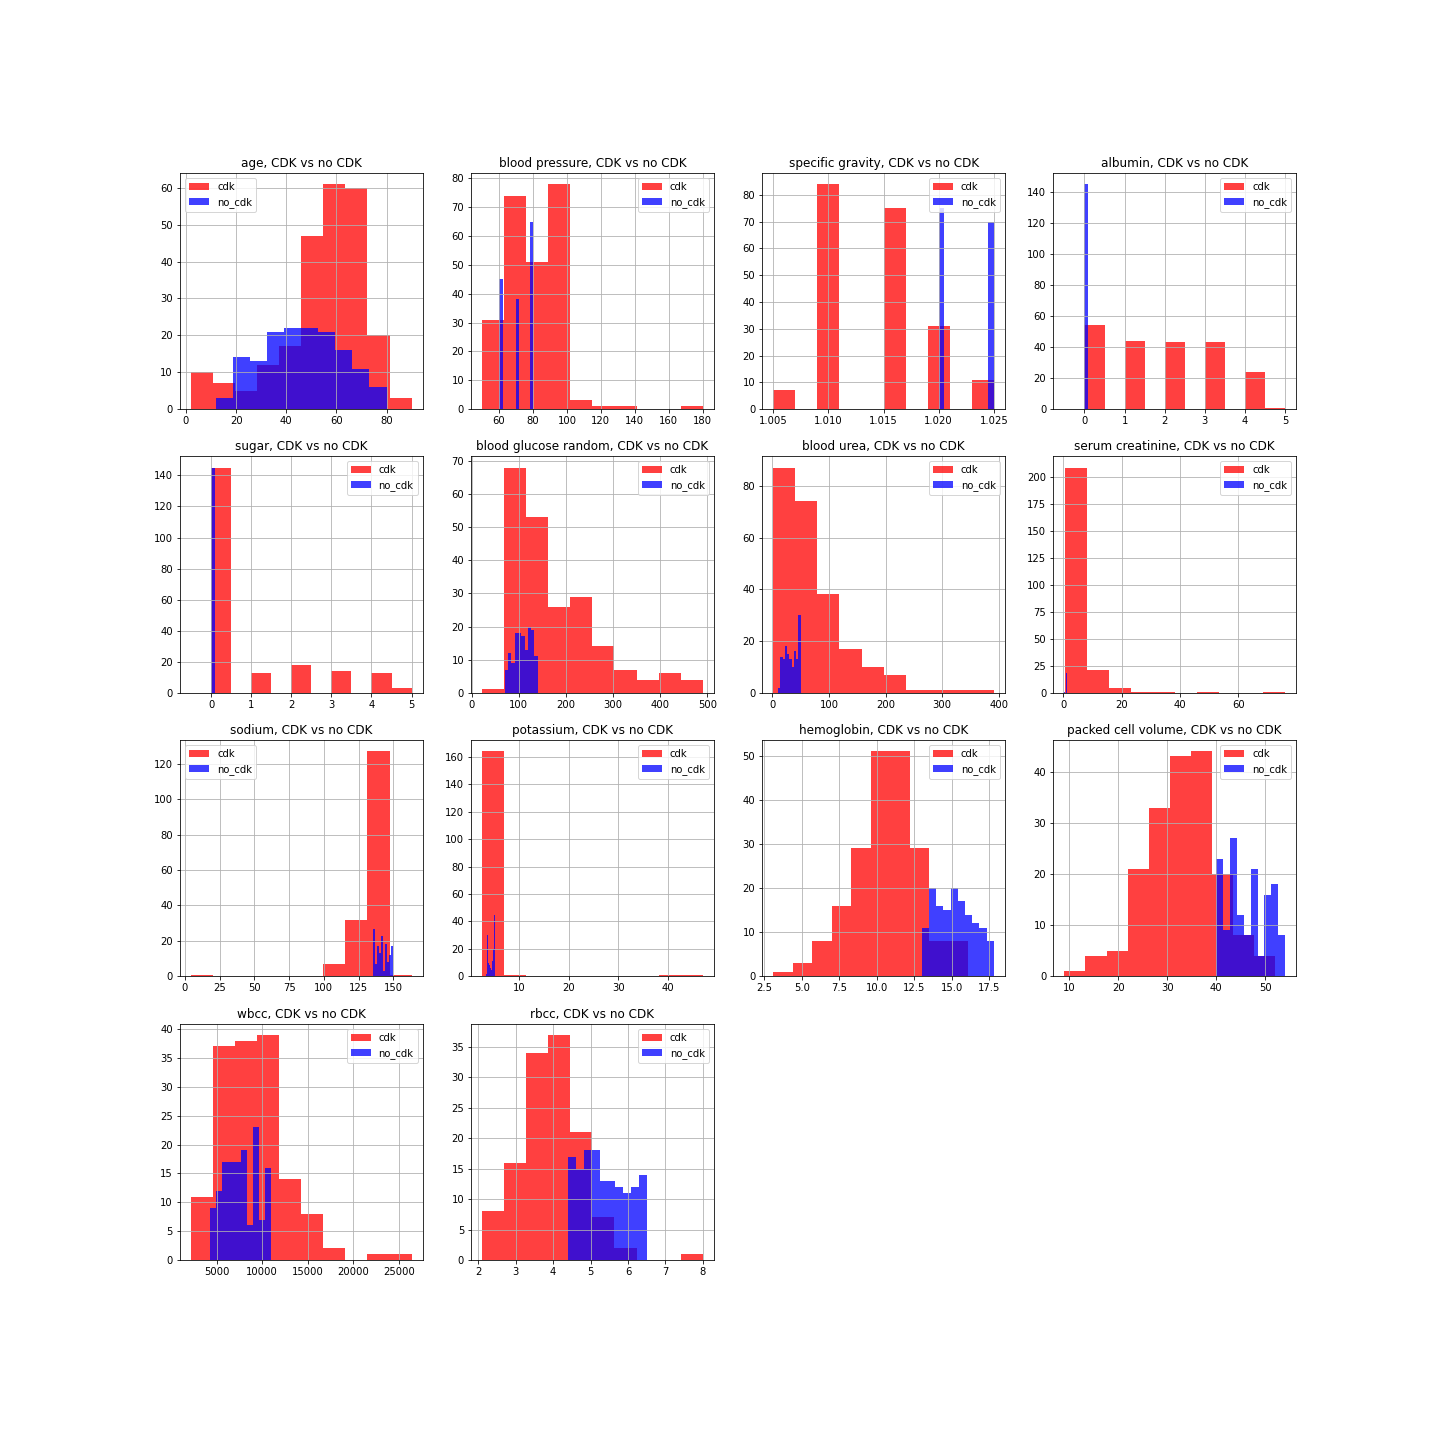 age, CDK vs no CDK
cdk
no_cdk
0
10
20
30
40
50
60
0 20 40 60 80
blood pressure, CDK vs no CDK
cdk
no_cdk
0
10
20
30
40
50
60
70
80
60 80 100 120 140 160 180
specific gravity, CDK vs no CDK
cdk
no_cdk
0
10
20
30
40
50
60
70
80
1.005 1.010 1.015 1.020 1.025
albumin, CDK vs no CDK
cdk
no_cdk
0
20
40
60
80
100
120
140
0 1 2 3 4 5
sugar, CDK vs no CDK
cdk
no_cdk
0
20
40
60
80
100
120
140
0 1 2 3 4 5
blood glucose random, CDK vs no CDK
cdk
no_cdk
0
10
20
30
40
50
60
70
0 100 200 300 400 500
blood urea, CDK vs no CDK
cdk
no_cdk
0
20
40
60
80
0 100 200 300 400
serum creatinine, CDK vs no CDK
cdk
no_cdk
0
25
50
75
100
125
150
175
200
0 20 40 60
sodium, CDK vs no CDK
cdk
no_cdk
0
20
40
60
80
100
120
0 25 50 75 100 125 150
potassium, CDK vs no CDK
cdk
no_cdk
0
20
40
60
80
100
120
140
160
10 20 30 40
hemoglobin, CDK vs no CDK
cdk
no_cdk
0
10
20
30
40
50
2.5 5.0 7.5 10.0 12.5 15.0 17.5
packed cell volume, CDK vs no CDK
cdk
no_cdk
0
10
20
30
40
10 20 30 40 50
wbcc, CDK vs no CDK
cdk
no_cdk
0
5
10
15
20
25
30
35
40
5000 10000 15000 20000 25000
rbcc, CDK vs no CDK
cdk
no_cdk
0
5
10
15
20
25
30
35
2 3 4 5 6 7 8